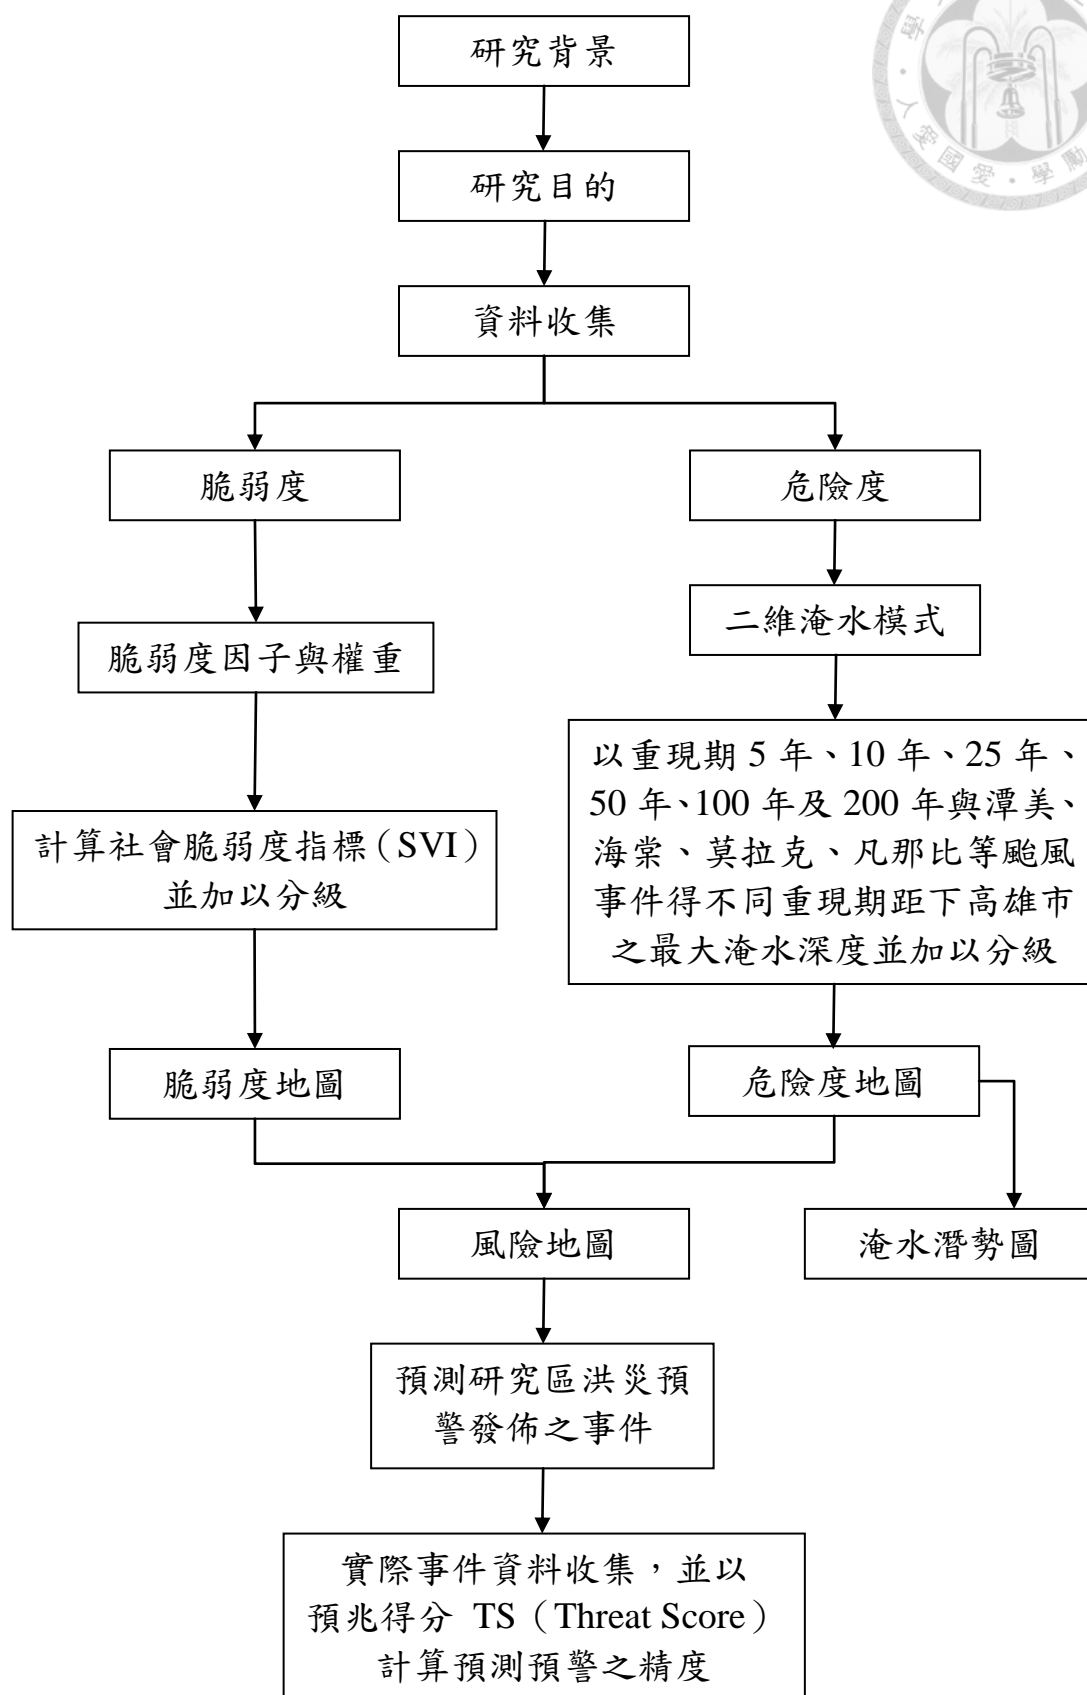 研究背景
研究目的
資料收集
脆弱度
危險度
脆弱度因子與權重
二維淹水模式
計算社會脆弱度指標（SVI）
並加以分級
以重現期 5 年、10 年、25 年、
50 年、100 年及 200 年與潭美、
海棠、莫拉克、凡那比等颱風
事件得不同重現期距下高雄市
之最大淹水深度並加以分級
脆弱度地圖
危險度地圖
風險地圖
淹水潛勢圖
預測研究區洪災預
警發佈之事件
實際事件資料收集，並以
預兆得分 TS（Threat Score）
計算預測預警之精度
人愛國愛・學勵